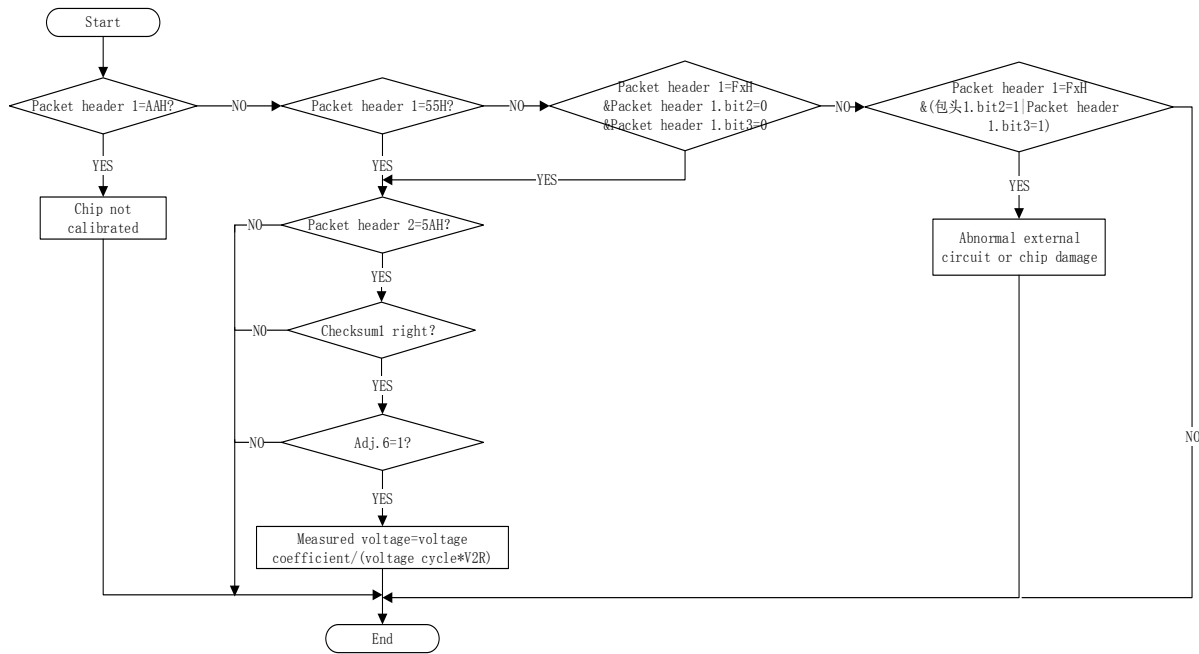 Start
Packet header 1=AAH?
NO
Packet header 1=55H?
NO
Packet header 1=FxH
&Packet header 1.bit2=0
&Packet header 1.bit3=0
NO
Packet header 1=FxH
&(包头1.bit2=1|Packet header
1.bit3=1)
YES
YES
YES
YES
Chip not
calibrated
NO
Packet header 2=5AH?
Abnormal external
circuit or chip damage
YES
NO
Checksum1 right?
YES
NO
Adj.6=1?
NO
YES
Measured voltage=voltage
coefficient/(voltage cycle*V2R)
End